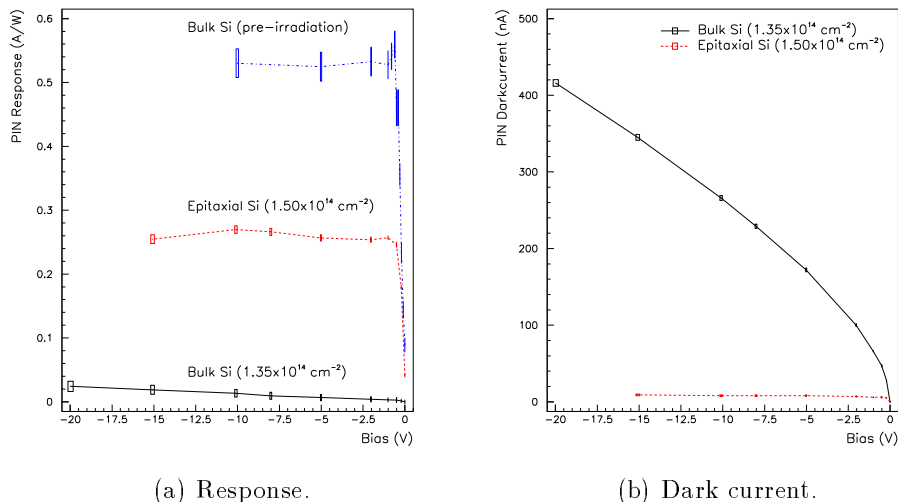 PIN Response (A/W)
0.6
0.5
0.4
0.3
0.2
0.1
0
Bulk Si (pre-irradiation)
Epitaxial Si (1.50x10¹⁴ cm⁻²)
Bulk Si (1.35x10¹⁴ cm⁻²)
-20 -17.5 -15 -12.5 -10 -7.5 -5 -2.5 0
Bias (V)
(a) Response.
PIN Darkcurrent (nA)
500
400
300
200
100
0
Bulk Si (1.35x10¹⁴ cm⁻²)
Epitaxial Si (1.50x10¹⁴ cm⁻²)
-20 -17.5 -15 -12.5 -10 -7.5 -5 -2.5 0
Bias (V)
(b) Dark current.